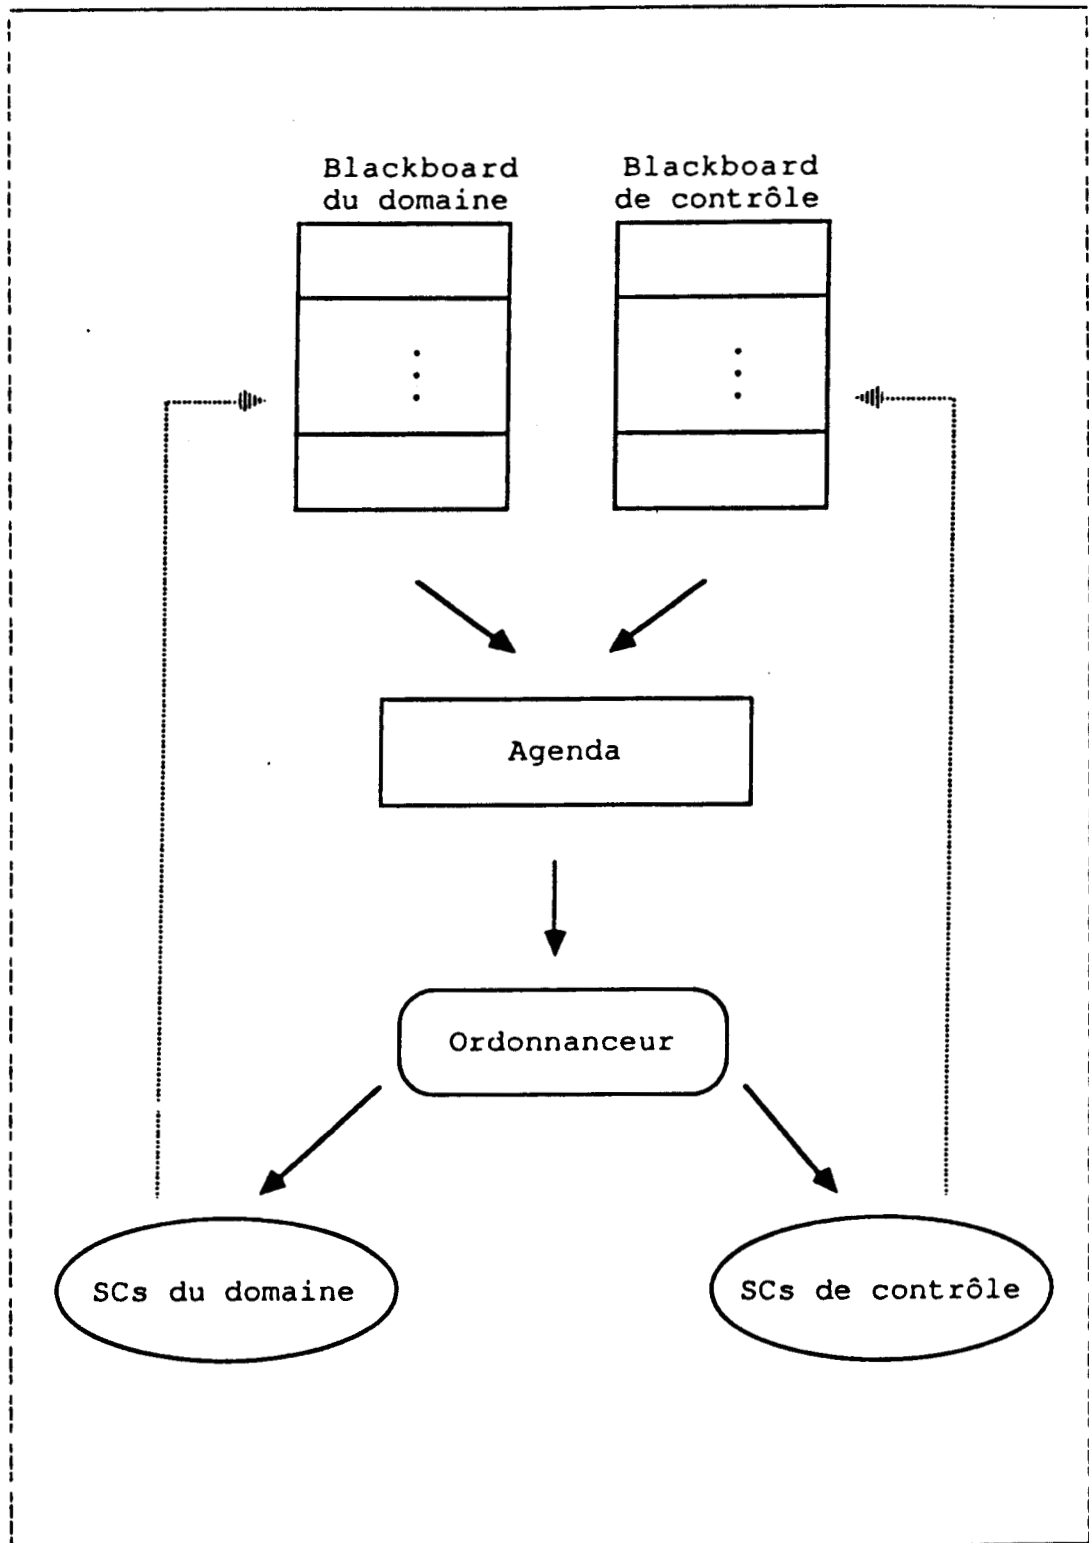 Blackboard
du domaine
Blackboard
de contrôle
Agenda
Ordonnanceur
SCs du domaine
SCs de contrôle